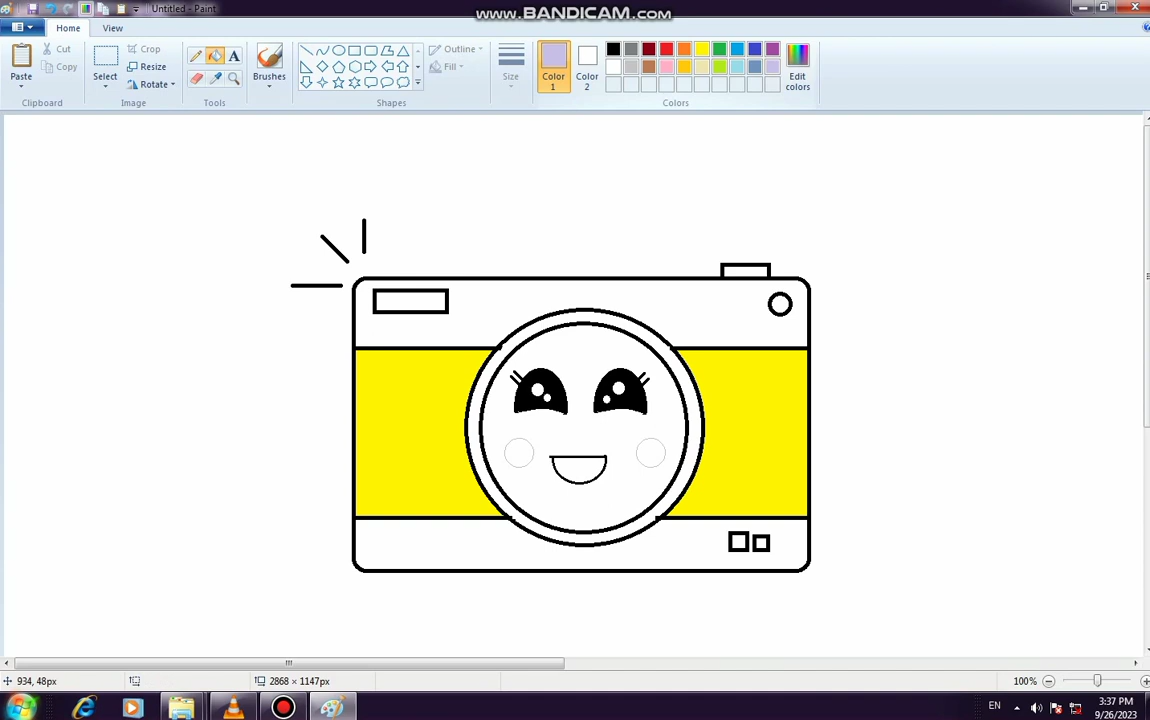 Untitled - Paint
www.BANDICAM.com
Home
View
Paste
Cut
Copy
Clipboard
Select
Crop
Resize
Rotate
Image
A
Tools
Brushes
Shapes
Outline
Fill
Size
Color 1
Color 2
Edit colors
Colors
934, 48px
2868 × 1147px
100%
EN
3:37 PM
9/26/2023